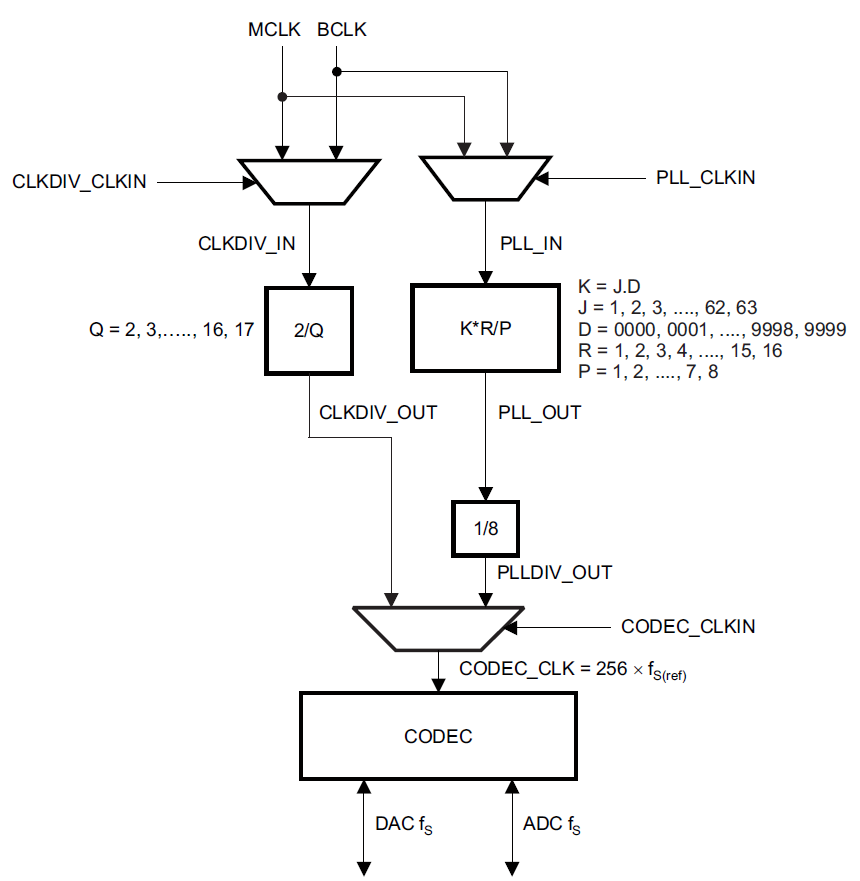 MCLK BCLK
CLKDIV_CLKIN
PLL_CLKIN
CLKDIV_IN
PLL_IN
Q = 2, 3,....., 16, 17
2/Q
K*R/P
K = J.D
J = 1, 2, 3, ...., 62, 63
D = 0000, 0001, ...., 9998, 9999
R = 1, 2, 3, 4, ...., 15, 16
P = 1, 2, ...., 7, 8
CLKDIV_OUT
PLL_OUT
1/8
PLLDIV_OUT
CODEC_CLKIN
CODEC_CLK = 256 × fS(ref)
CODEC
DAC fS
ADC fS